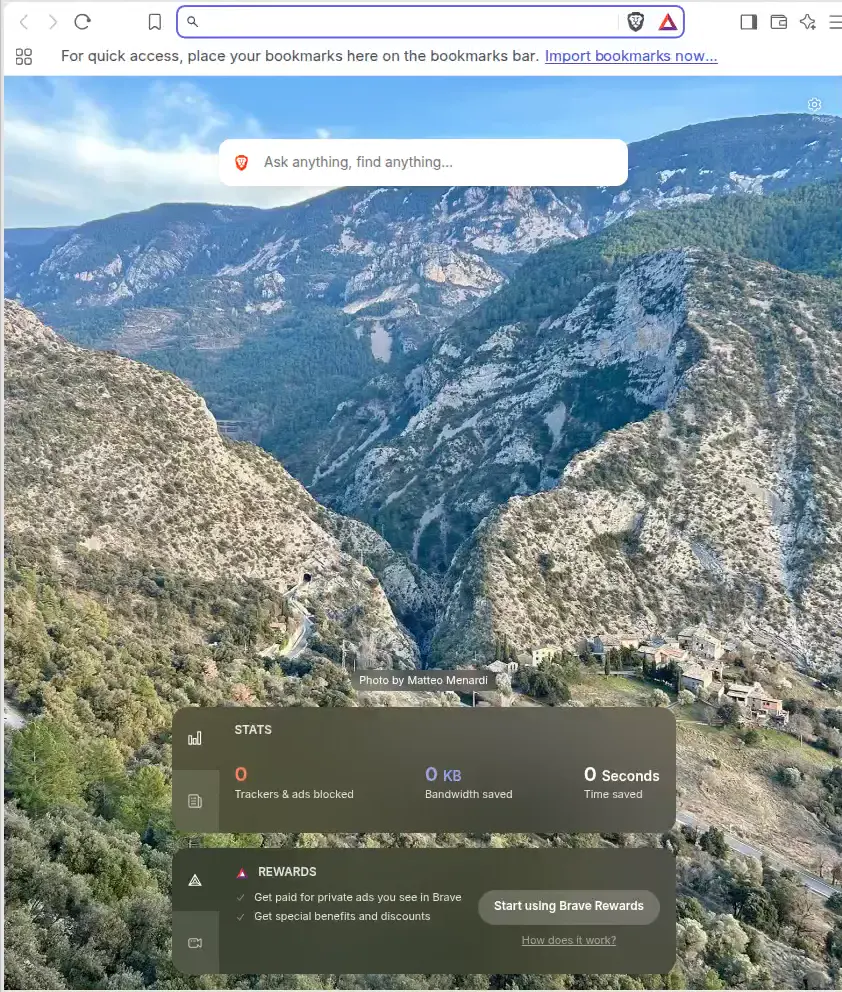 For quick access, place your bookmarks here on the bookmarks bar. Import bookmarks now...
Ask anything, find anything...
Photo by Matteo Menardi
STATS
0 0 KB 0 Seconds
Trackers & ads blocked Bandwidth saved Time saved
REWARDS
Get paid for private ads you see in Brave
Get special benefits and discounts
Start using Brave Rewards
How does it work?